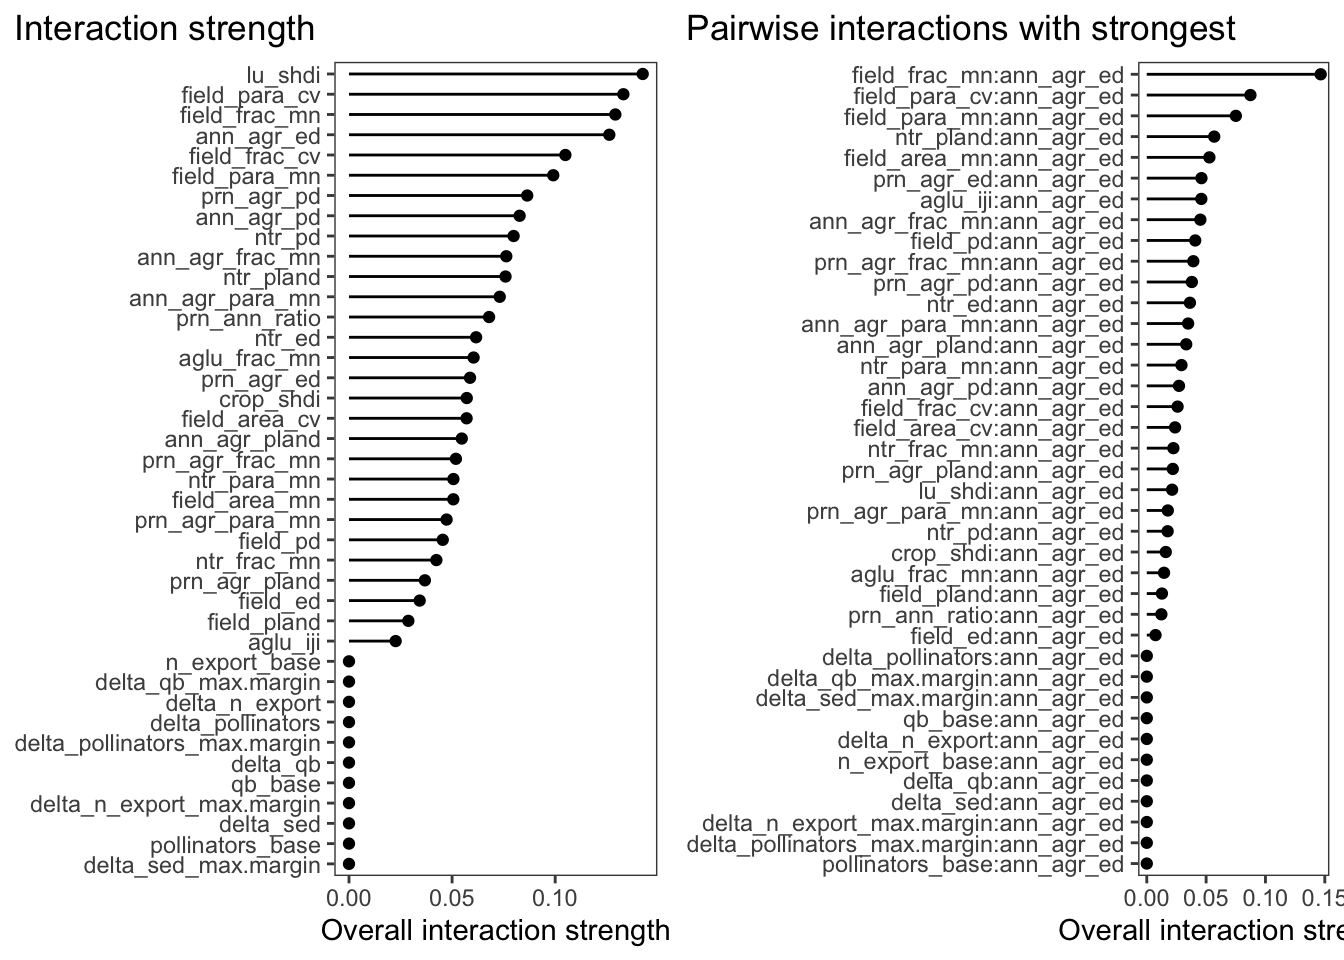 Interaction strength
lu_shdi
field_para_cv
field_frac_mn
ann_agr_ed
field_frac_cv
field_para_mn
prn_agr_pd
ann_agr_pd
ntr_pd
ann_agr_frac_mn
ntr_pland
ann_agr_para_mn
prn_ann_ratio
ntr_ed
aglu_frac_mn
prn_agr_ed
crop_shdi
field_area_cv
ann_agr_pland
prn_agr_frac_mn
ntr_para_mn
field_area_mn
prn_agr_para_mn
field_pd
ntr_frac_mn
prn_agr_pland
field_ed
field_pland
aglu_iji
n_export_base
delta_qb_max.margin
delta_n_export
delta_pollinators
delta_pollinators_max.margin
delta_qb
qb_base
delta_n_export_max.margin
delta_sed
pollinators_base
delta_sed_max.margin
0.00 0.05 0.10
Overall interaction strength
Pairwise interactions with strongest
field_frac_mn:ann_agr_ed
field_para_cv:ann_agr_ed
field_para_mn:ann_agr_ed
ntr_pland:ann_agr_ed
field_area_mn:ann_agr_ed
prn_agr_ed:ann_agr_ed
aglu_iji:ann_agr_ed
ann_agr_frac_mn:ann_agr_ed
field_pd:ann_agr_ed
prn_agr_frac_mn:ann_agr_ed
prn_agr_pd:ann_agr_ed
ntr_ed:ann_agr_ed
ann_agr_para_mn:ann_agr_ed
ann_agr_pland:ann_agr_ed
ntr_para_mn:ann_agr_ed
ann_agr_pd:ann_agr_ed
field_frac_cv:ann_agr_ed
field_area_cv:ann_agr_ed
ntr_frac_mn:ann_agr_ed
prn_agr_pland:ann_agr_ed
lu_shdi:ann_agr_ed
prn_agr_para_mn:ann_agr_ed
ntr_pd:ann_agr_ed
crop_shdi:ann_agr_ed
aglu_frac_mn:ann_agr_ed
field_pland:ann_agr_ed
prn_ann_ratio:ann_agr_ed
field_ed:ann_agr_ed
delta_pollinators:ann_agr_ed
delta_qb_max.margin:ann_agr_ed
delta_sed_max.margin:ann_agr_ed
qb_base:ann_agr_ed
delta_n_export:ann_agr_ed
n_export_base:ann_agr_ed
delta_qb:ann_agr_ed
delta_sed:ann_agr_ed
delta_n_export_max.margin:ann_agr_ed
delta_pollinators_max.margin:ann_agr_ed
pollinators_base:ann_agr_ed
0.00 0.05 0.10 0.15
Overall interaction stre